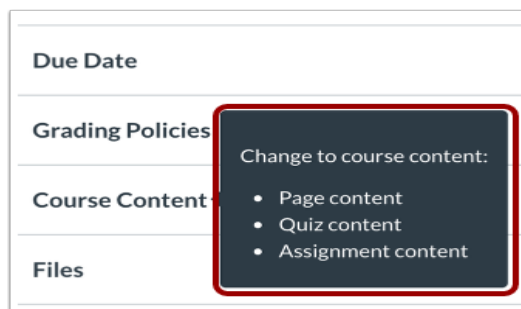 Due Date
Grading Policies
Change to course content:
• Page content
• Quiz content
• Assignment content
Course Content
Files